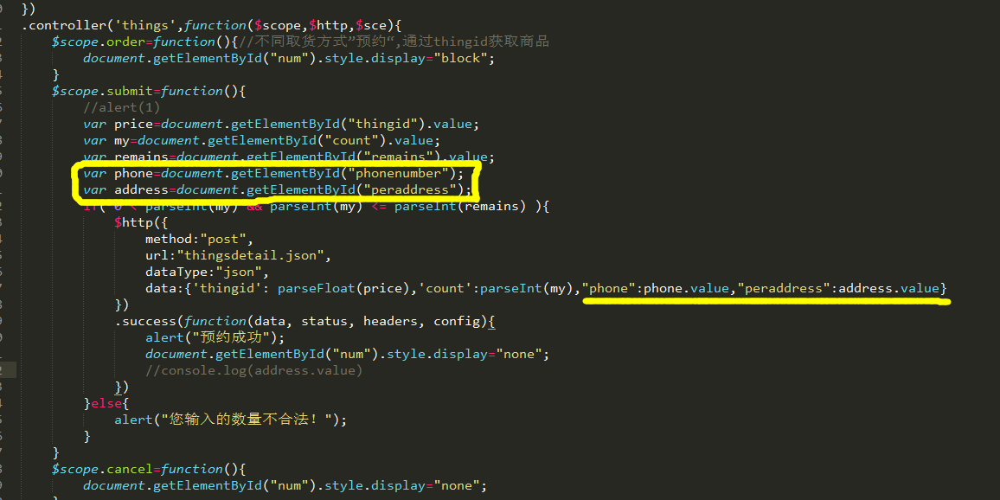 })
.controller('things',function($scope,$http,$sce){
$scope.order=function(){//不同取货方式”预约“,通过thingid获取商品
document.getElementById("num").style.display="block";
}
$scope.submit=function(){
//alert(1)
var price=document.getElementById("thingid").value;
var my=document.getElementById("count").value;
var remains=document.getElementById("remains").value;
var phone=document.getElementById("phonenumber");
var address=document.getElementById("peraddress");
if( 0 < parseInt(my) && parseInt(my) <= parseInt(remains) ){
$http({
method:"post",
url:"thingsdetail.json",
dataType:"json",
data:{'thingid': parseFloat(price),'count':parseInt(my),"phone":phone.value,"peraddress":address.value}
})
.success(function(data, status, headers, config){
alert("预约成功");
document.getElementById("num").style.display="none";
//console.log(address.value)
})
}else{
alert("您输入的数量不合法！");
}
}
$scope.cancel=function(){
document.getElementById("num").style.display="none";